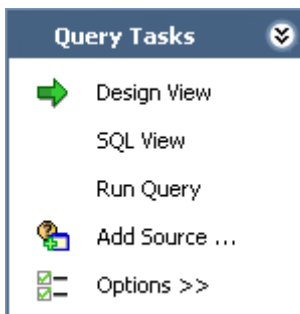 Query Tasks
Design View
SQL View
Run Query
Add Source ...
Options >>